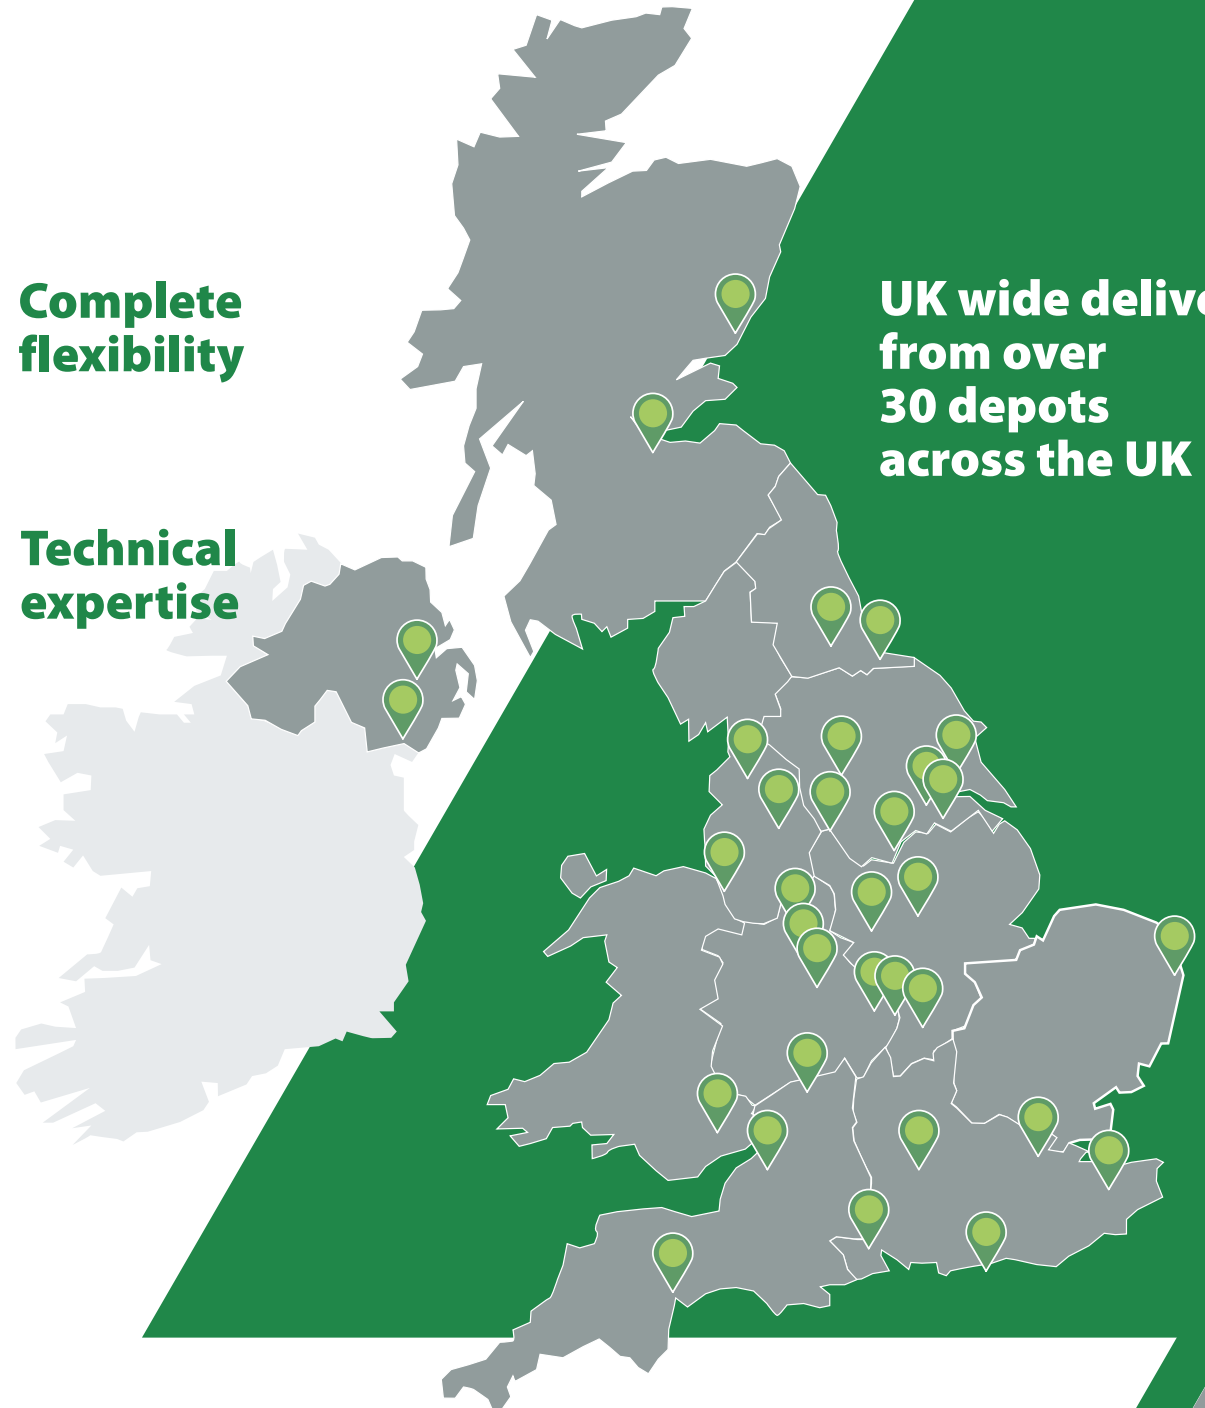 Complete
flexibility
Technical
expertise
UK wide
from over
30 depots
across the UK